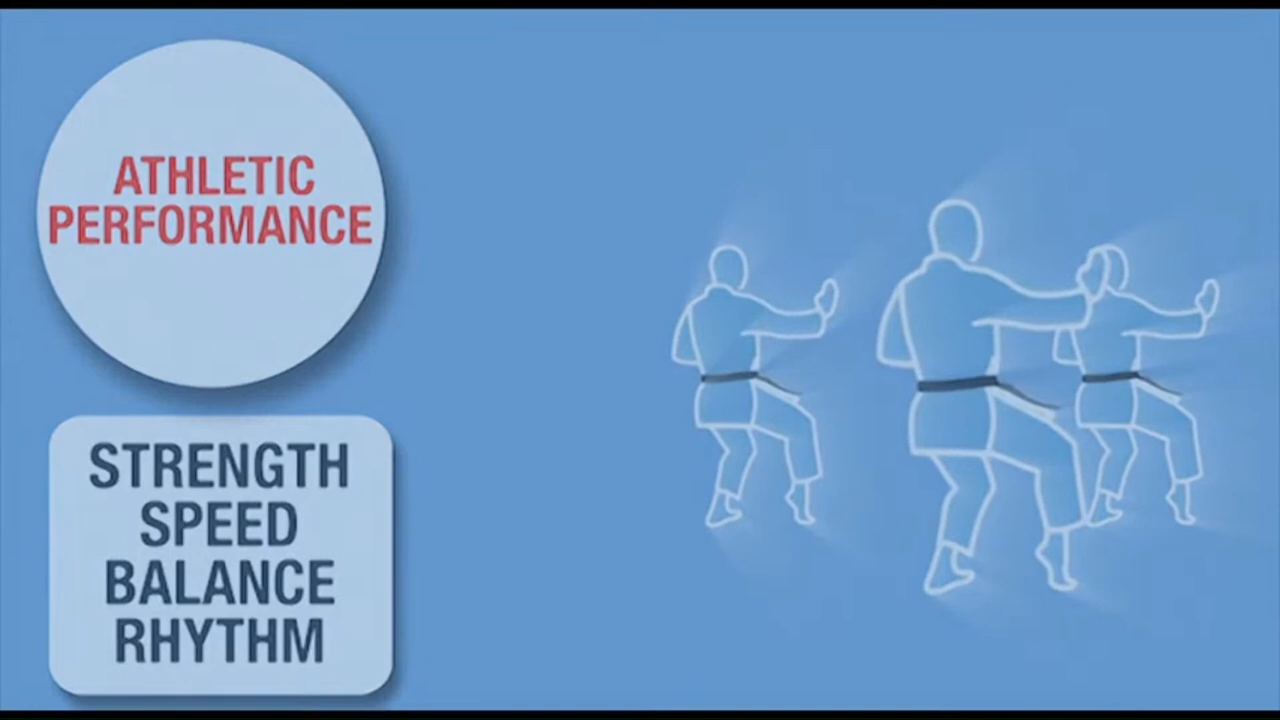 ATHLETIC
PERFORMANCE
STRENGTH
SPEED
BALANCE
RHYTHM